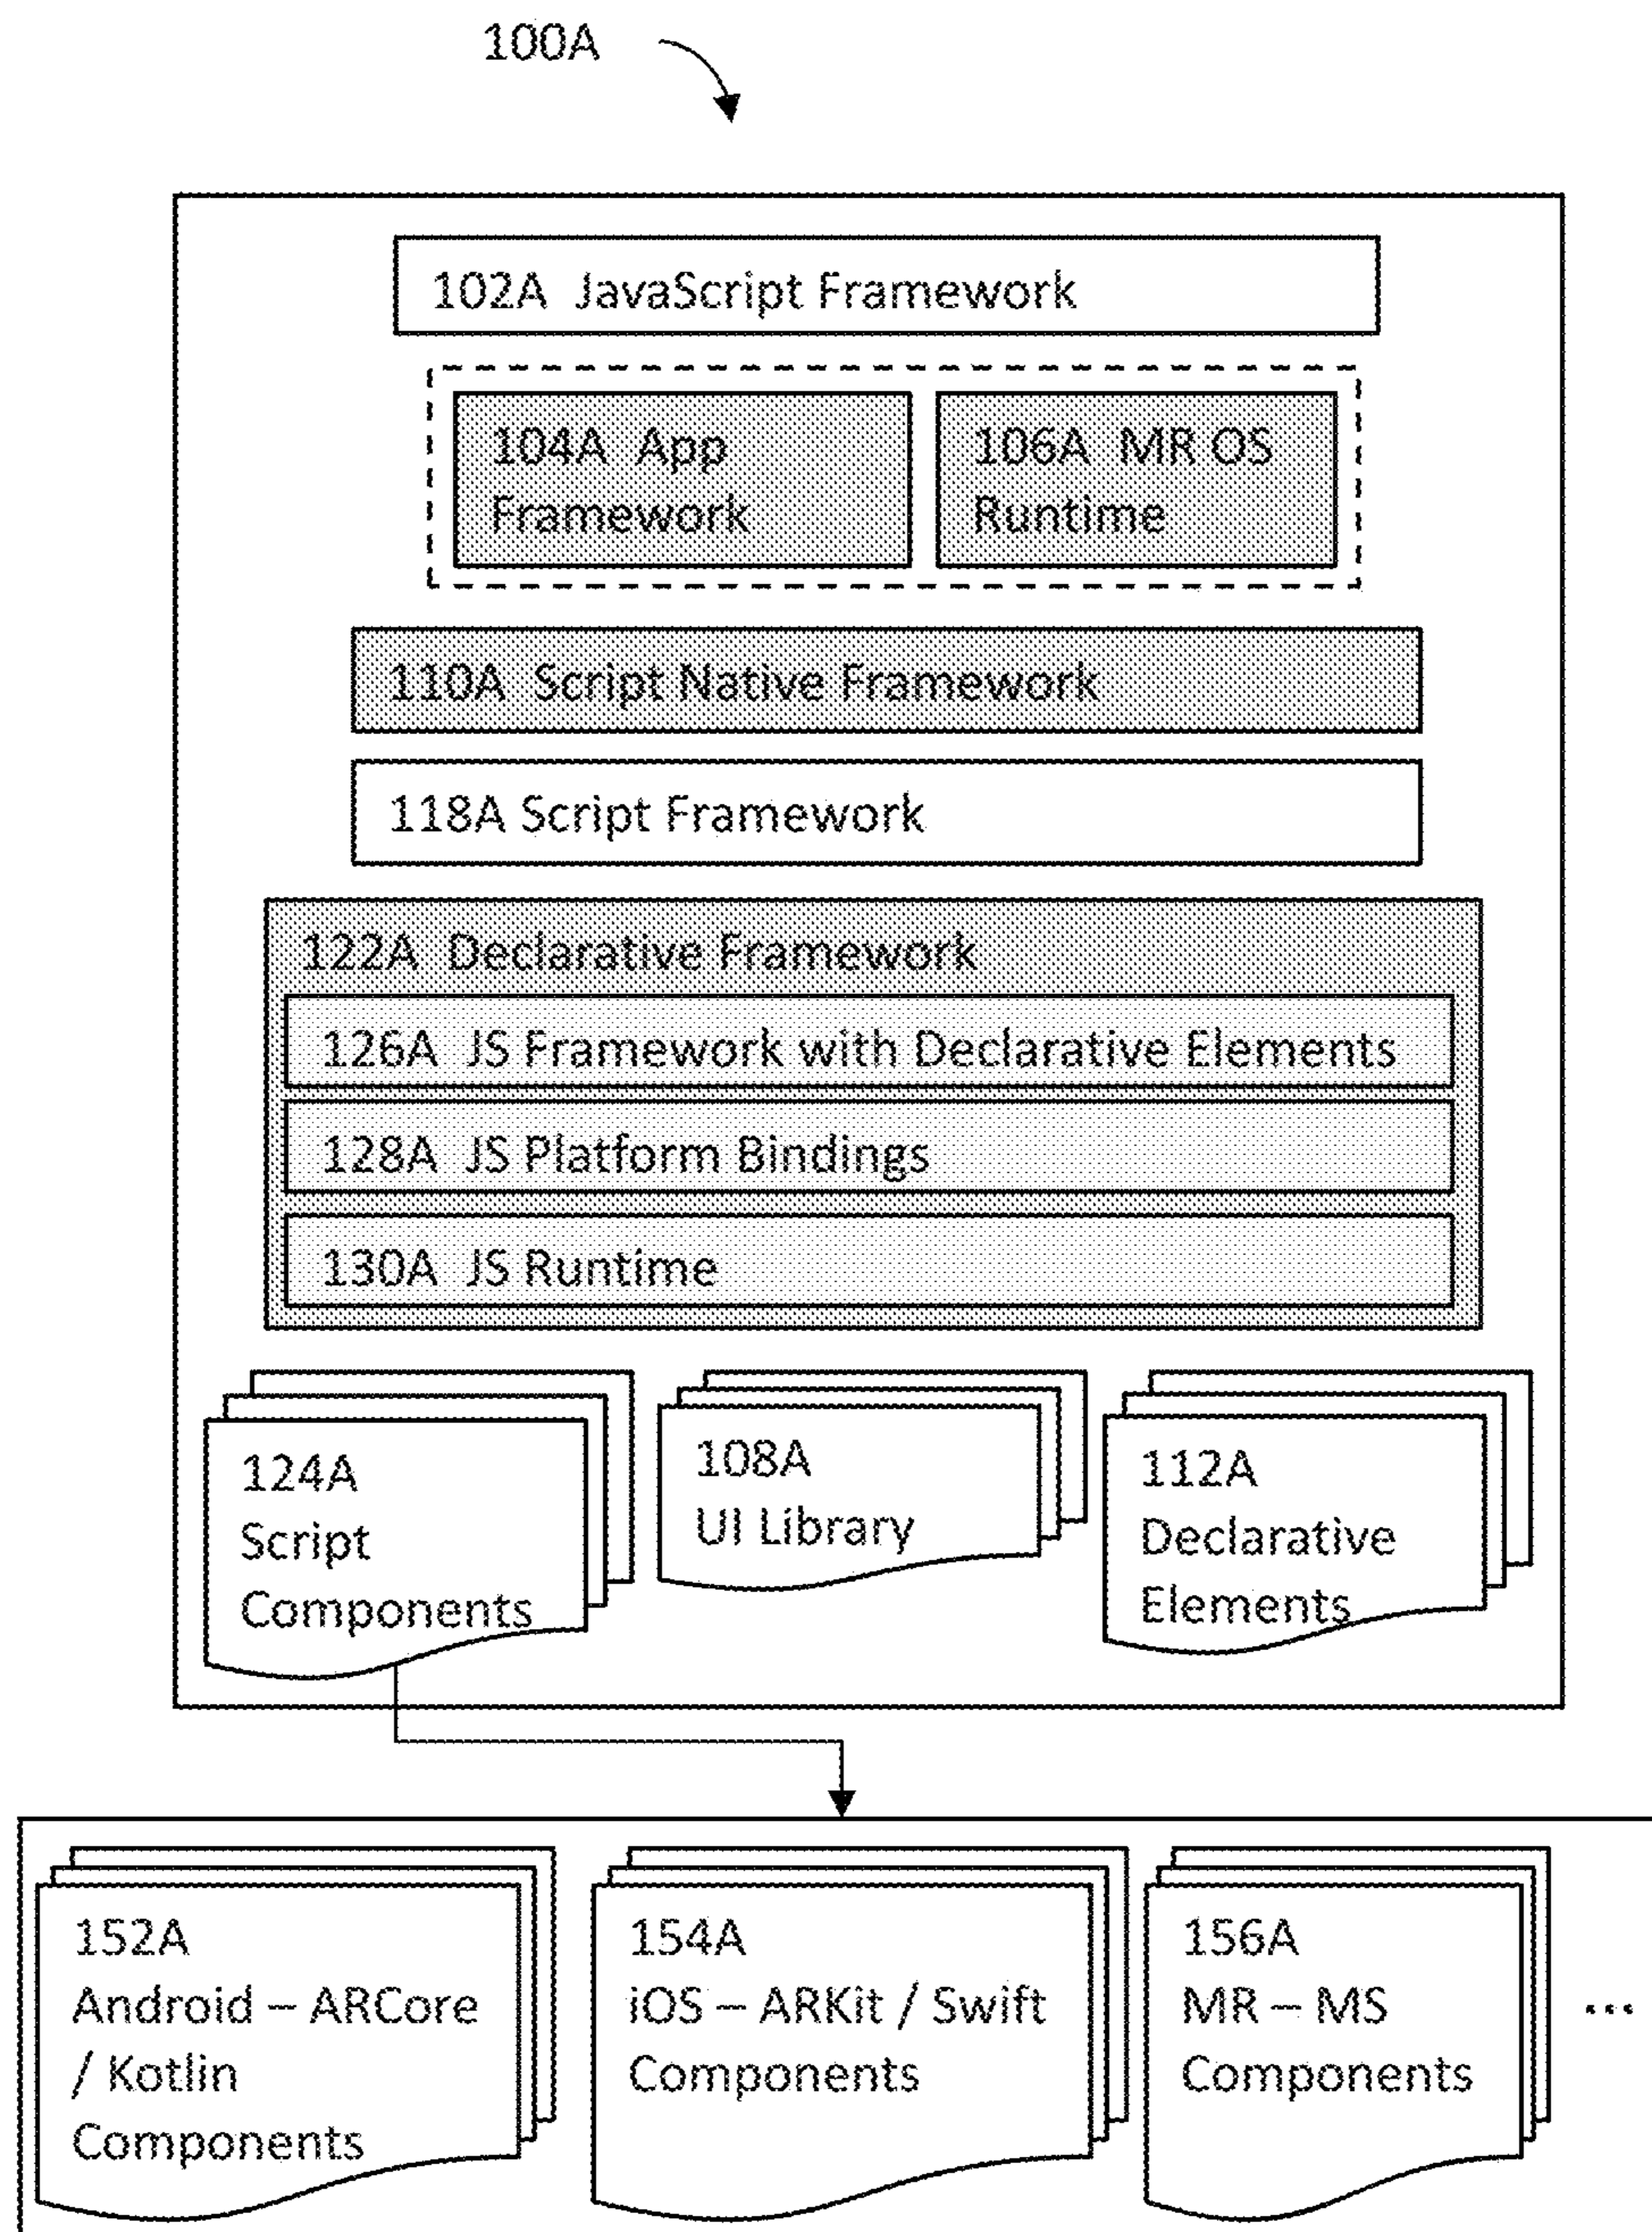 100A
102A JavaScript Framework
104A App
Framework
106A MR OS
Runtime
110A Script Native Framework
118A Script Framework
122A Declarative Framework
126A JS Framework with Declarative Elements
128A JS Platform Bindings
130A JS Runtime
124A
Script
Components
108A
UI Library
112A
Declarative
Elements
152A
Android – ARCore
/ Kotlin
Components
154A
iOS – ARKit / Swift
Components
156A
MR – MS
Components
...